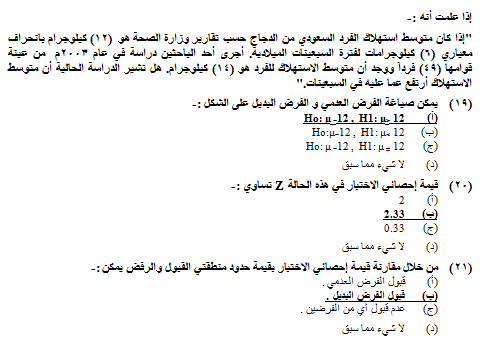 إذا علمت أنه :-
"إذا كان متوسط استهلاك الفرد السعودي من الدجاج حسب تقارير وزارة الصحة هو (١٢) كيلوجرام بانحراف
معياري (٦) كيلوجرامات لفترة السبعينات الميلادية. أجرى أحد الباحثين دراسة في عام ٢٠٠٣م من عينة
قوامها (٤٩) فرداً ووجد أن متوسط الاستهلاك للفرد هو (١٤) كيلوجرام. هل تشير الدراسة الحالية أن متوسط
الاستهلاك أرتفع عما عليه في السبعينات."
(١٩) يمكن صياغة الفرض العدمي و الفرض البديل على الشكل :-
(أ) Ho: μ=12 , H1: μ> 12
(ب) Ho:μ=12 , H1: μ< 12
(ج) Ho: μ=12 , H1: μ ≠ 12
(د) لا شيء مما سبق
(٢٠) قيمة إحصائي الاختبار في هذه الحالة Z تساوي :-
(أ) 2
(ب) 2.33
(ج) 0.33
(د) لا شيء مما سبق
(٢١) من خلال مقارنة قيمة إحصائي الاختبار بقيمة حدود منطقتي القبول والرفض يمكن:-
(أ) قبول الفرض العدمي.
(ب) قبول الفرض البديل .
(ج) عدم قبول أي من الفرضين .
(د) لا شيء مما سبق